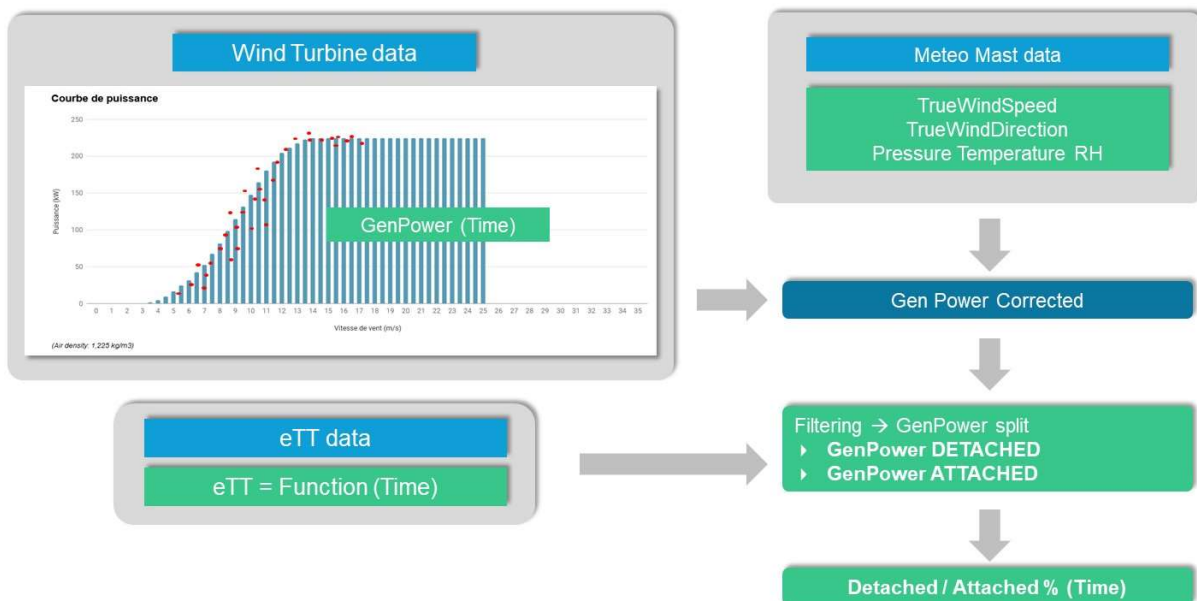 Wind Turbine data
Courbe de puissance
250
200
150
100
50
0
Puissance (kW)
GenPower (Time)
0 1 2 3 4 5 6 7 8 9 10 11 12 13 14 15 16 17 18 19 20 21 22 23 24 25 26 27 28 29 30 31 32 33 34 35
Vitesse de vent (m/s)
(Air density: 1,225 kg/m3)
Meteo Mast data
TrueWindSpeed
TrueWindDirection
Pressure Temperature RH
Gen Power Corrected
eTT data
eTT = Function (Time)
Filtering → GenPower split
GenPower DETACHED
GenPower ATTACHED
Detached / Attached % (Time)